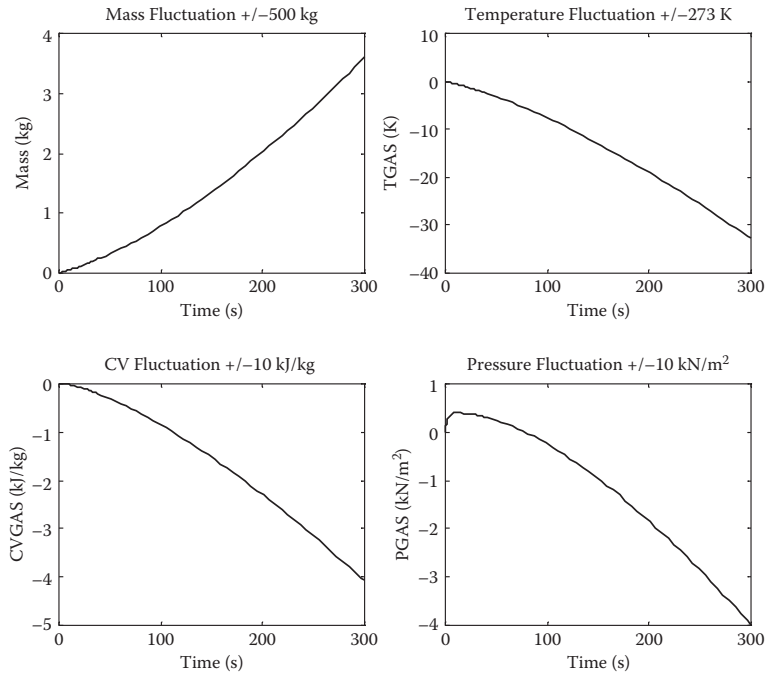 Mass Fluctuation +/−500 kg
4
3
2
1
0
Mass (kg)
0 100 200 300
Time (s)
Temperature Fluctuation +/−273 K
10
0
−10
−20
−30
−40
TGAS (K)
0 100 200 300
Time (s)
CV Fluctuation +/−10 kJ/kg
0
−1
−2
−3
−4
−5
CVGAS (kJ/kg)
0 100 200 300
Time (s)
Pressure Fluctuation +/−10 kN/m²
1
0
−1
−2
−3
−4
PGAS (kN/m²)
0 100 200 300
Time (s)